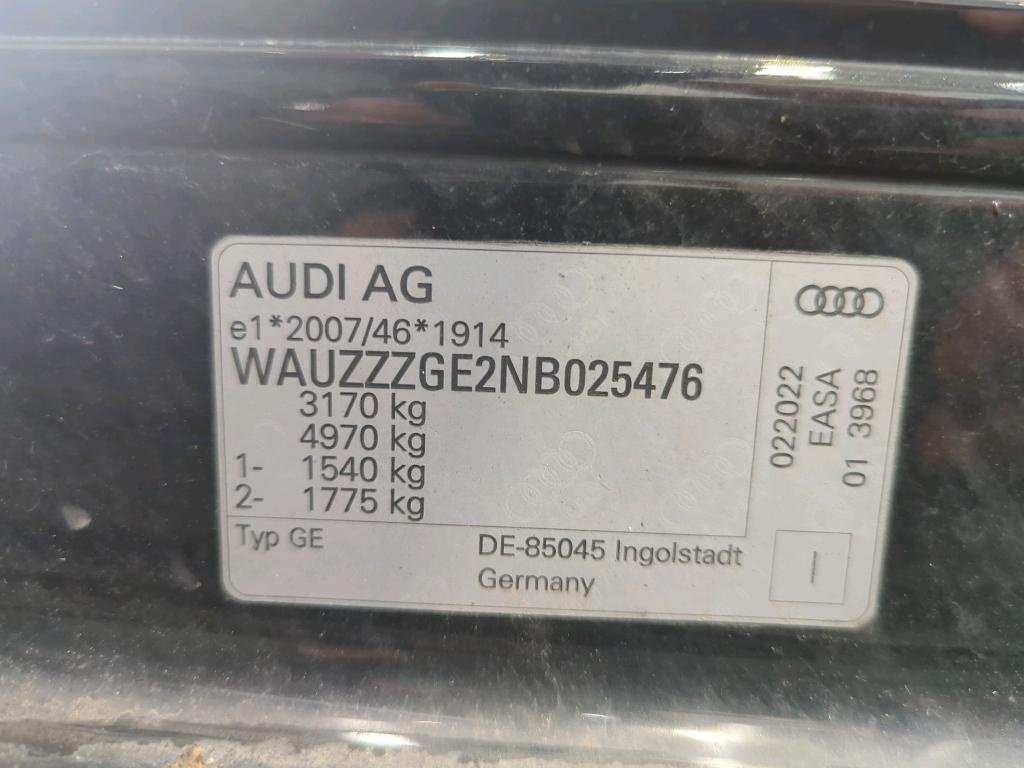 AUDI AG
e1*2007/46*1914
WAUZZZGE2NB025476
3170 kg
4970 kg
1- 1540 kg
2- 1775 kg
Typ GE
DE-85045 Ingolstadt
Germany
022022
EASA
01 3968